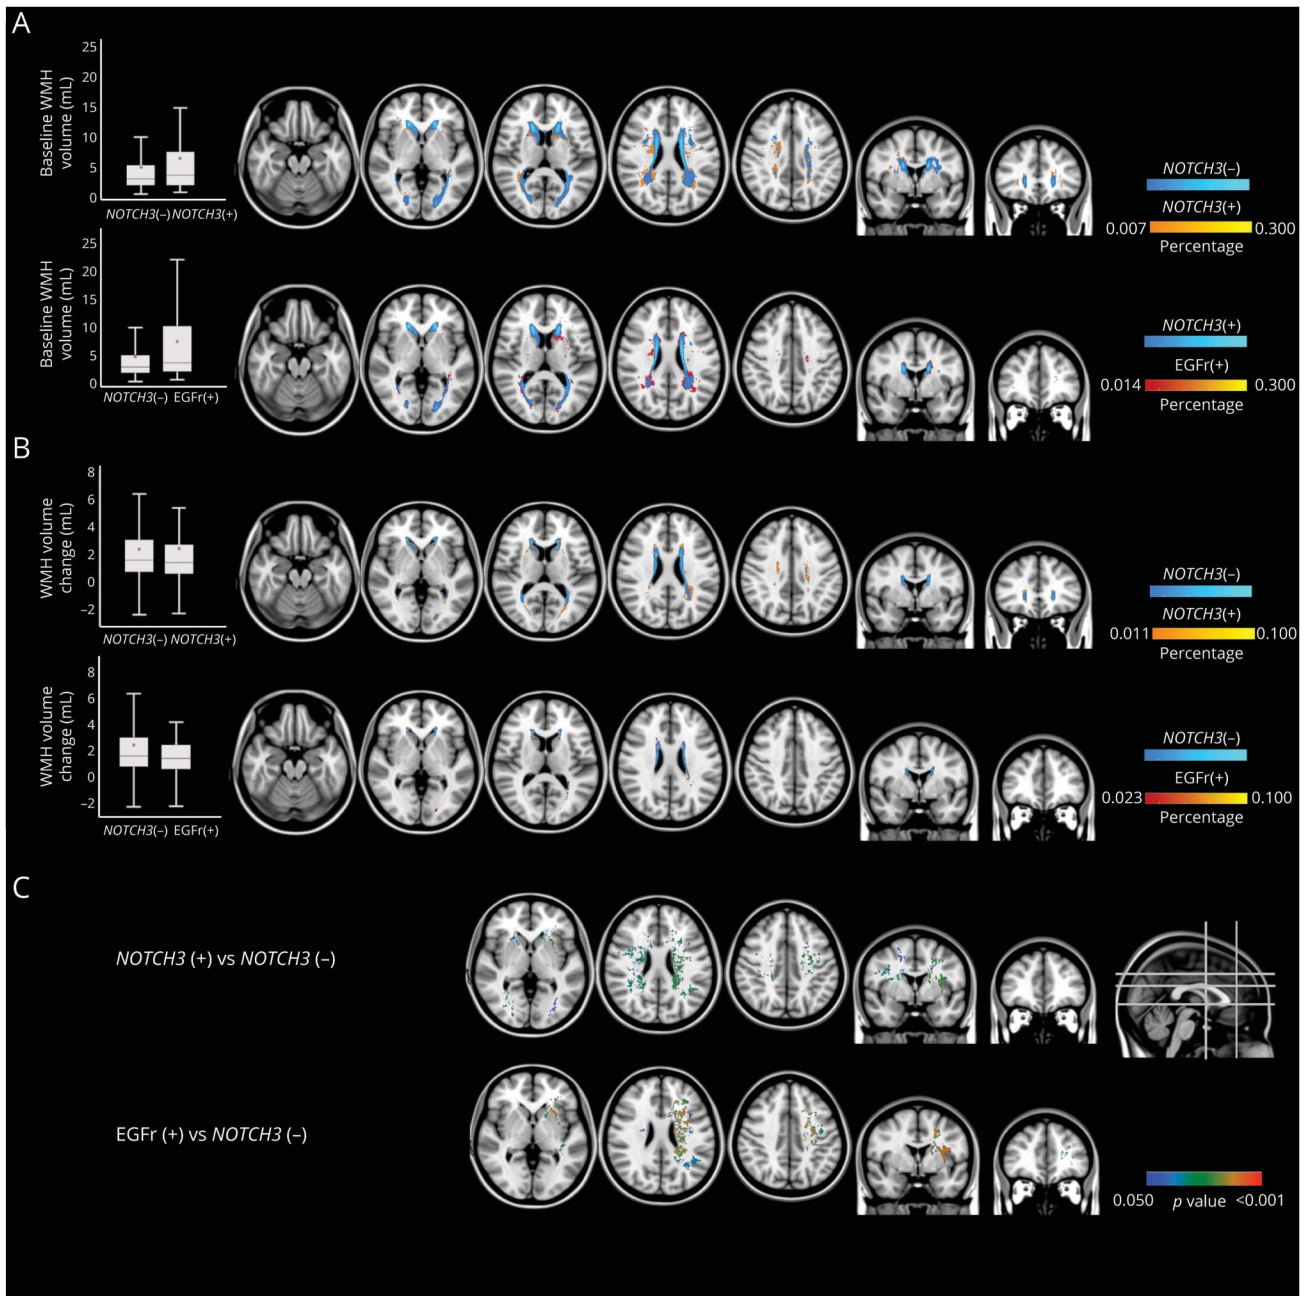 A
Baseline WMH
volume (mL)
25
20
15
10
5
0
NOTCH3(–) NOTCH3(+)
NOTCH3(–)
NOTCH3(+)
0.007 0.300
Percentage
Baseline WMH
volume (mL)
25
20
15
10
5
0
NOTCH3(–) EGFr(+)
NOTCH3(+)
EGFr(+)
0.014 0.300
Percentage
B
WMH volume
change (mL)
8
6
4
2
0
–2
NOTCH3(–) NOTCH3(+)
NOTCH3(–)
NOTCH3(+)
0.011 0.100
Percentage
WMH volume
change (mL)
8
6
4
2
0
–2
NOTCH3(–) EGFr(+)
NOTCH3(–)
EGFr(+)
0.023 0.100
Percentage
C
NOTCH3 (+) vs NOTCH3 (–)
EGFr (+) vs NOTCH3 (–)
0.050 p value <0.001